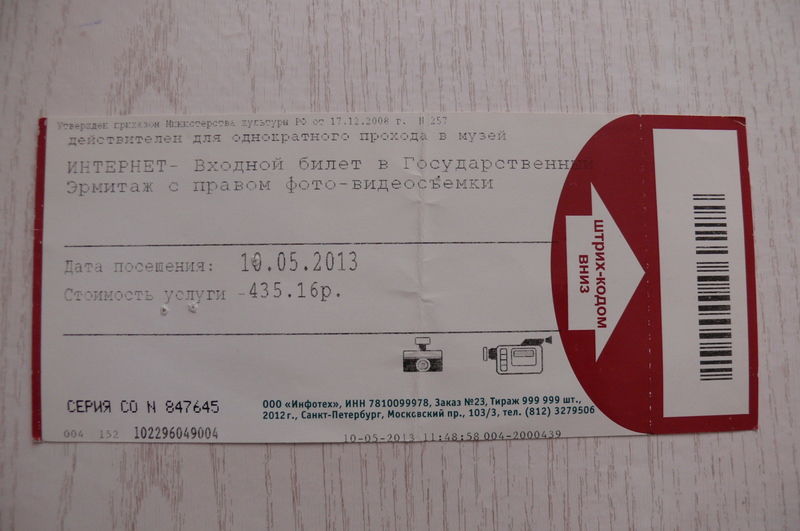 Утвержден приказом Министерства культуры РФ от 17.12.2008 г. N 257
действителен для однократного прохода в музей
ИНТЕРНЕТ- Входной билет в Государственный
Эрмитаж с правом фото-видеосъемки
Дата посещения: 10.05.2013
Стоимость услуги -435.16р.
ШТРИХ-КОДОМ
ВНИЗ
СЕРИЯ СО N 847645
ООО «Инфотех», ИНН 7810099978, Заказ №23, Тираж 999 999 шт.,
2012 г., Санкт-Петербург, Московский пр., 103/3, тел. (812) 3279506
004 152 102296049004
10-05-2013 11:48:58 004-2000439